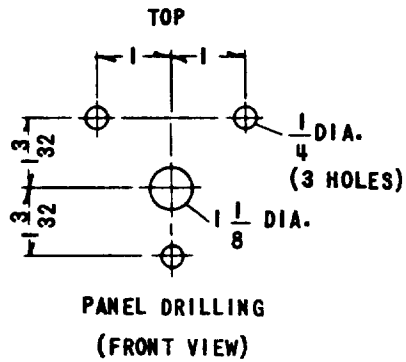 TOP
1 1
1 3/32
1 3/32
1/4 DIA.
(3 HOLES)
1 1/8 DIA.
PANEL DRILLING
(FRONT VIEW)